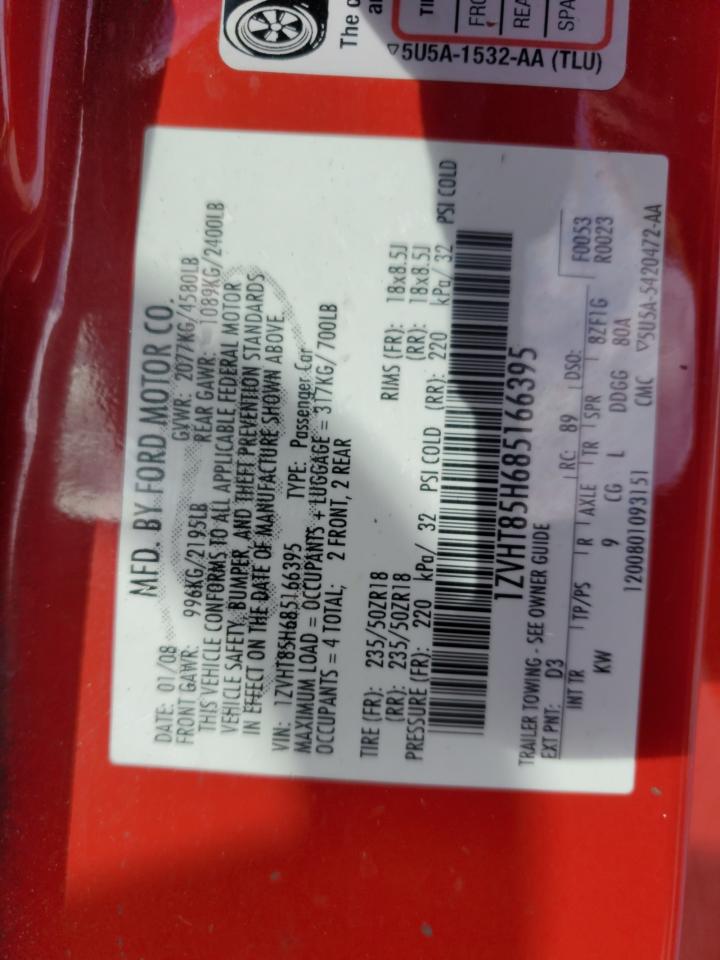 The
TI
FRO
REA
SPA
▽5U5A-1532-AA (TLU)
MFD. BY FORD MOTOR CO.
DATE: 01/08 GVWR: 2077KG/4580LB
FRONT GAWR: 996KG/2195LB REAR GAWR: 1089KG/2400LB
THIS VEHICLE CONFORMS TO ALL APPLICABLE FEDERAL MOTOR
VEHICLE SAFETY, BUMPER, AND THEFT PREVENTION STANDARDS
IN EFFECT ON THE DATE OF MANUFACTURE SHOWN ABOVE.
VIN: 1ZVHT85H685166395 TYPE: Passenger Car
MAXIMUM LOAD = OCCUPANTS + LUGGAGE = 317KG/700LB
OCCUPANTS = 4 TOTAL; 2 FRONT, 2 REAR
TIRE (FR): 235/50ZR18 RIMS (FR): 18x8.5J
(RR): 235/50ZR18 (RR): 18x8.5J
PRESSURE (FR): 220 kPa/ 32 PSI COLD (RR): 220 kPa/ 32 PSI COLD
1ZVHT85H685166395
TRAILER TOWING - SEE OWNER GUIDE
EXT PNT: D3 RC: 89 DSO: F0053
INT TR TP/PS R AXLE TR SPR 8ZF1G R0023
KW 9 CG L DDGG 80A
1200801093151 CMC ▽5U5A-5420472-AA